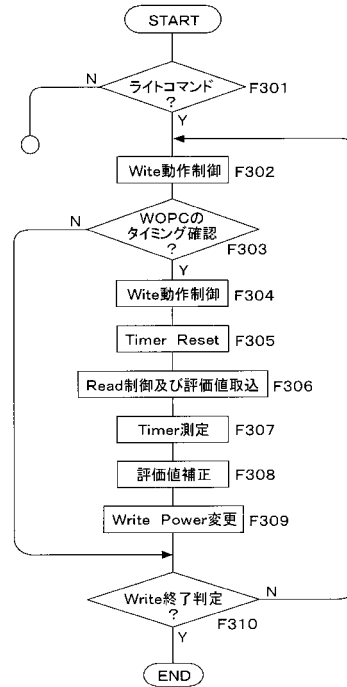 START
N
ライトコマンド
?
F301
Y
Wite動作制御
F302
N
WOPCの
タイミング確認
?
F303
Y
Wite動作制御
F304
Timer Reset
F305
Read制御及び評価値取込
F306
Timer測定
F307
評価値補正
F308
Write Power変更
F309
Write終了判定
?
N
F310
Y
END